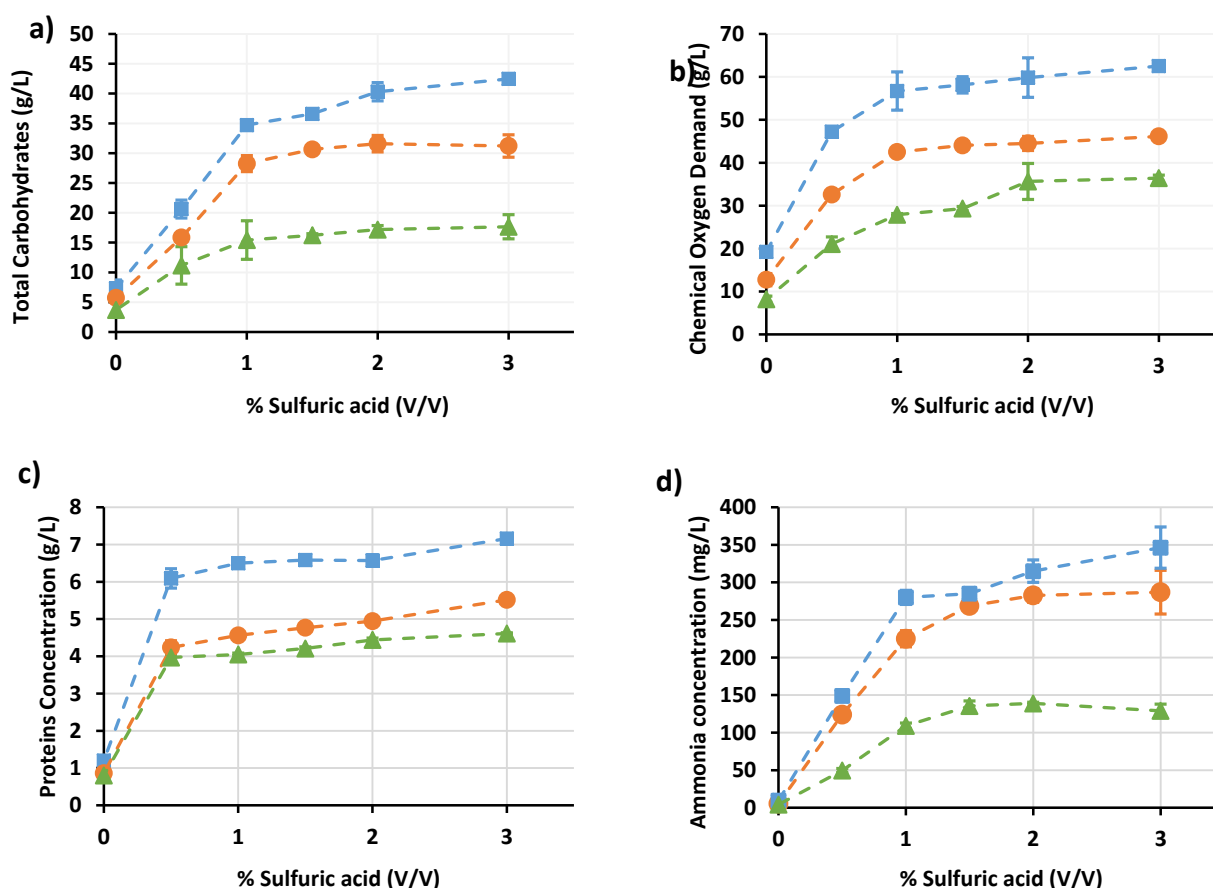 a)
Total Carbohydrates (g/L)
50
45
40
35
30
25
20
15
10
5
0
0 1 2 3
% Sulfuric acid (V/V)
b)
Chemical Oxygen Demand (g/L)
70
60
50
40
30
20
10
0
0 1 2 3
% Sulfuric acid (V/V)
c)
Proteins Concentration (g/L)
8
7
6
5
4
3
2
1
0
0 1 2 3
% Sulfuric acid (V/V)
d)
Ammonia concentration (mg/L)
400
350
300
250
200
150
100
50
0
0 1 2 3
% Sulfuric acid (V/V)